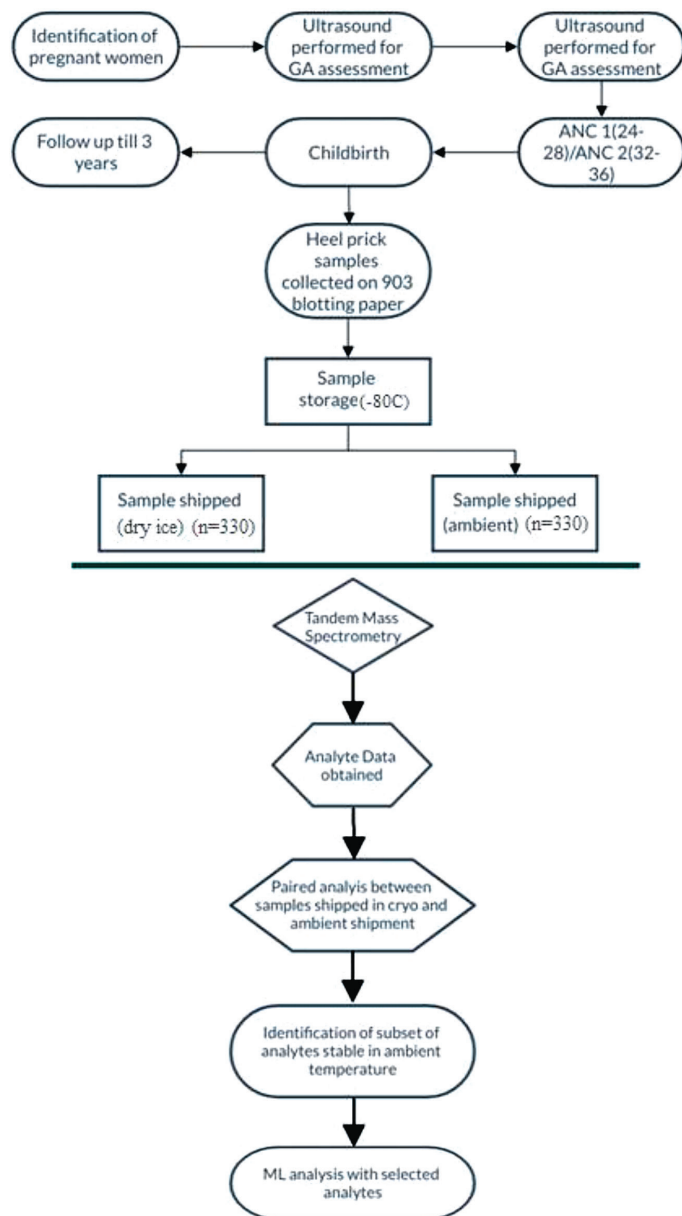 Identification of
pregnant women
Ultrasound
performed for
GA assessment
Ultrasound
performed for
GA assessment
Follow up till 3
years
Childbirth
ANC 1(24-
28)/ANC 2(32-
36)
Heel prick
samples
collected on 903
blotting paper
Sample
storage(-80C)
Sample shipped
(dry ice) (n=330)
Sample shipped
(ambient) (n=330)
Tandem Mass
Spectrometry
Analyte Data
obtained
Paired analyis between
samples shipped in cryo and
ambient shipment
Identification of subset of
analytes stable in ambient
temperature
ML analysis with selected
analytes